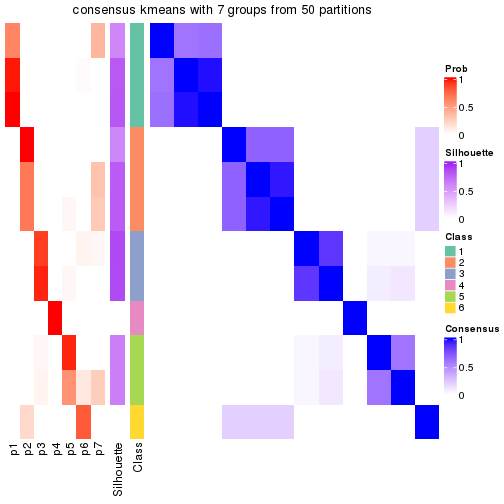 consensus kmeans with 7 groups from 50 partitions
Prob
1
0.5
0
Silhouette
1
0.5
0
Class
1
2
3
4
5
6
Consensus
1
0.5
0
p1
p2
p3
p4
p5
p6
p7
Silhouette
Class